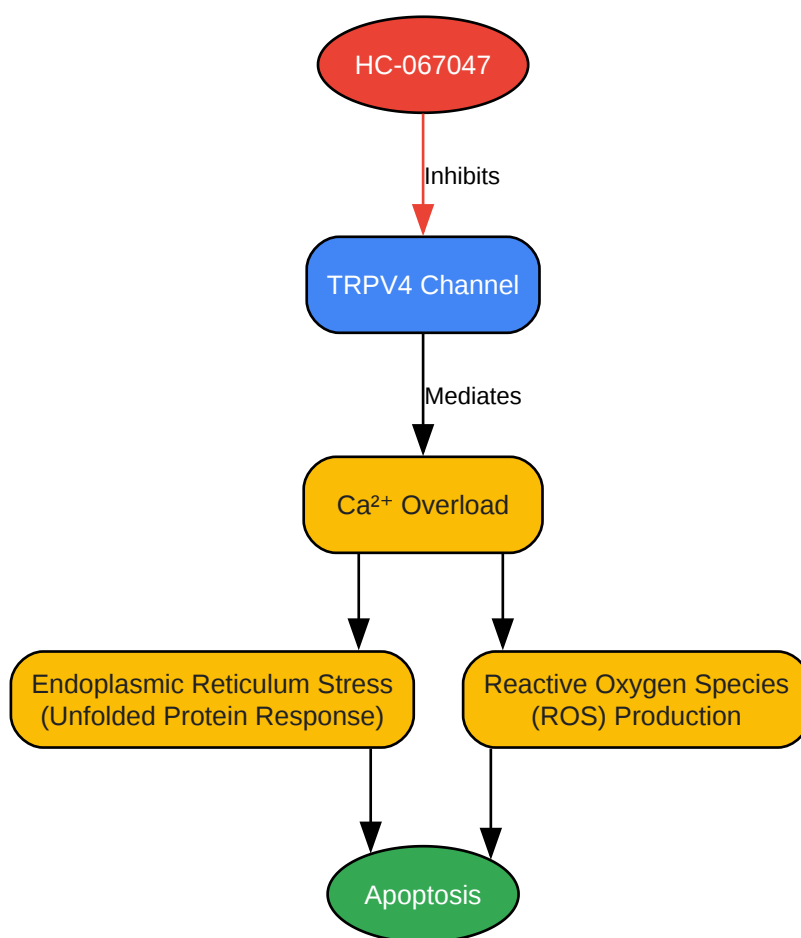 HC-067047
Inhibits
TRPV4 Channel
Mediates
Ca²⁺ Overload
Endoplasmic Reticulum Stress
(Unfolded Protein Response)
Reactive Oxygen Species
(ROS) Production
Apoptosis